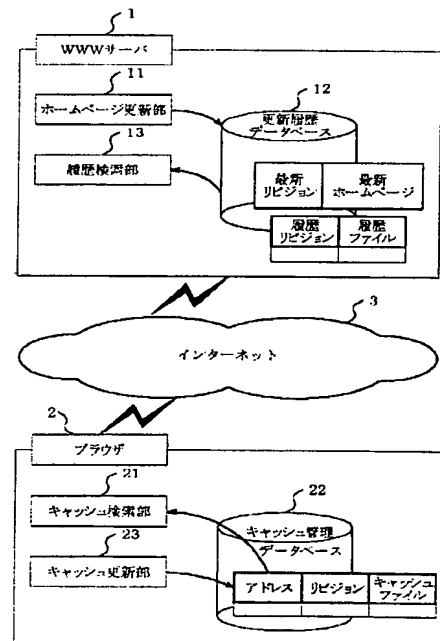 1
WWWサーバ
11
ホームページ更新部
12
更新履歴
データベース
13
履歴検索部
最新
リビジョン
最新
ホームページ
履歴
リビジョン
履歴
ファイル
3
インターネット
2
ブラウザ
21
キャッシュ検索部
22
キャッシュ管理
データベース
23
キャッシュ更新部
アドレス
リビジョン
キャッシュ
ファイル